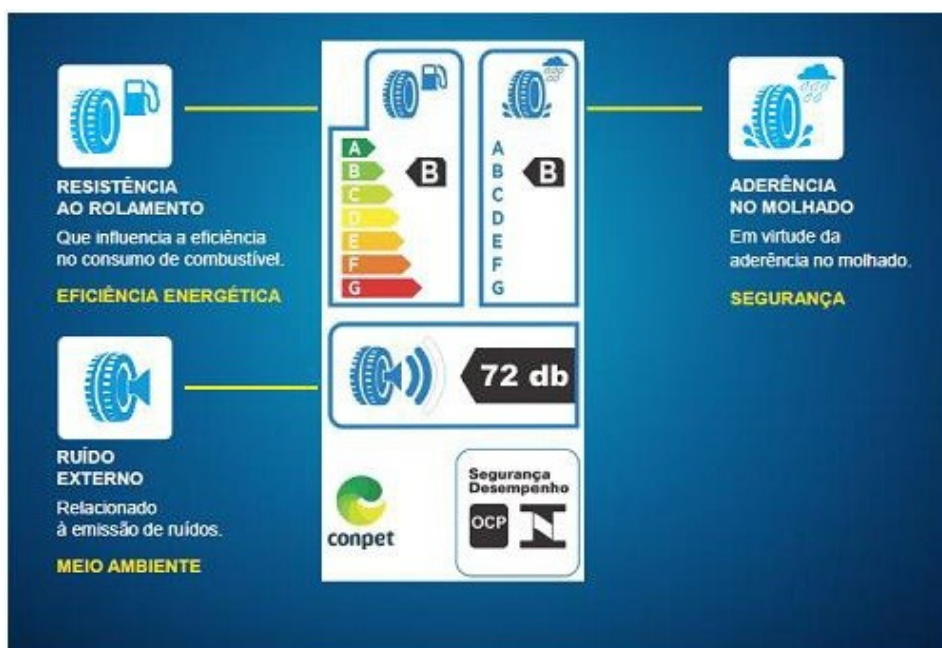 RESISTÊNCIA
AO ROLAMENTO
Que influencia a eficiência
no consumo de combustível.
EFICIÊNCIA ENERGÉTICA
RUÍDO
EXTERNO
Relacionado
à emissão de ruídos.
MEIO AMBIENTE
A
B
C
D
E
F
G
B
A
B
C
D
E
F
G
B
72 db
conpet
Segurança
Desempenho
OCP
ADERÊNCIA
NO MOLHADO
Em virtude da
aderência no molhado.
SEGURANÇA